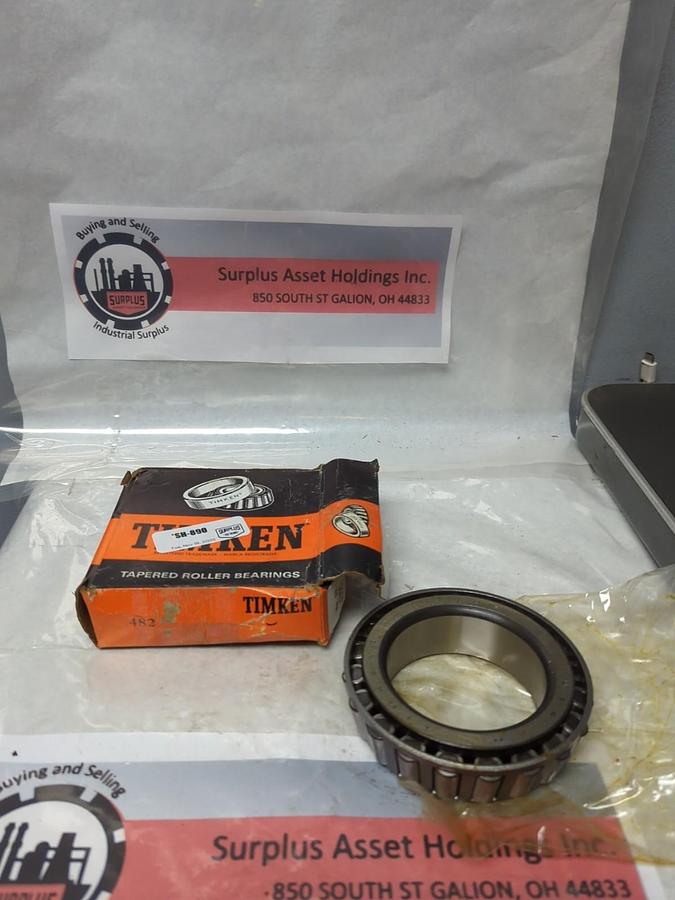 Buying and Selling
SURPLUS
Industrial Surplus
Surplus Asset Holdings Inc.
850 SOUTH ST GALION, OH 44833
TIMKEN
TIMKEN
SH-890
TAPERED ROLLER BEARINGS
TIMKEN
482
Buying and Selling
SURPLUS
Surplus Asset Holdings Inc.
850 SOUTH ST GALION, OH 44833